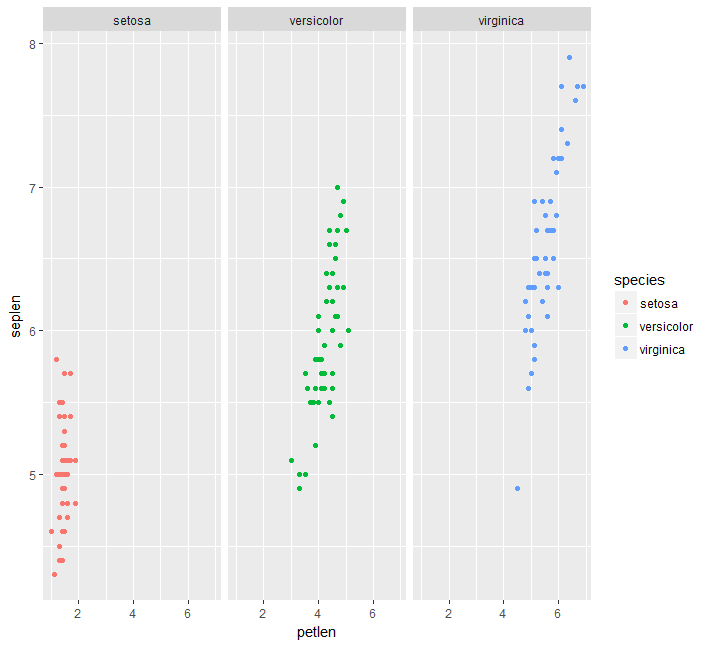 setosa versicolor virginica
8
7
6
5
seplen
2 4 6 2 4 6 2 4 6
petlen
species
setosa
versicolor
virginica